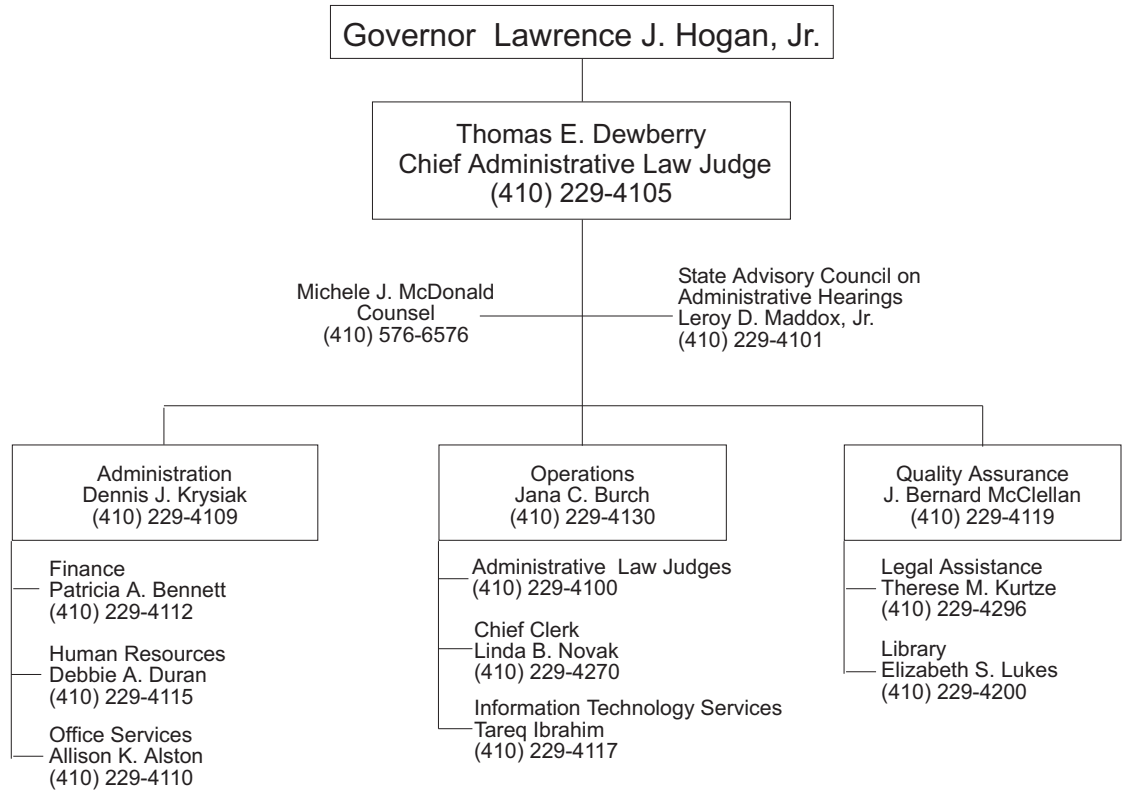 Governor Lawrence J. Hogan, Jr.
Thomas E. Dewberry
Chief Administrative Law Judge
(410) 229-4105
Michele J. McDonald
Counsel
(410) 576-6576
State Advisory Council on
Administrative Hearings
Leroy D. Maddox, Jr.
(410) 229-4101
Administration
Dennis J. Krysiak
(410) 229-4109
Finance
Patricia A. Bennett
(410) 229-4112
Human Resources
Debbie A. Duran
(410) 229-4115
Office Services
Allison K. Alston
(410) 229-4110
Operations
Jana C. Burch
(410) 229-4130
Administrative Law Judges
(410) 229-4100
Chief Clerk
Linda B. Novak
(410) 229-4270
Information Technology Services
Tareq Ibrahim
(410) 229-4117
Quality Assurance
J. Bernard McClellan
(410) 229-4119
Legal Assistance
Therese M. Kurtze
(410) 229-4296
Library
Elizabeth S. Lukes
(410) 229-4200